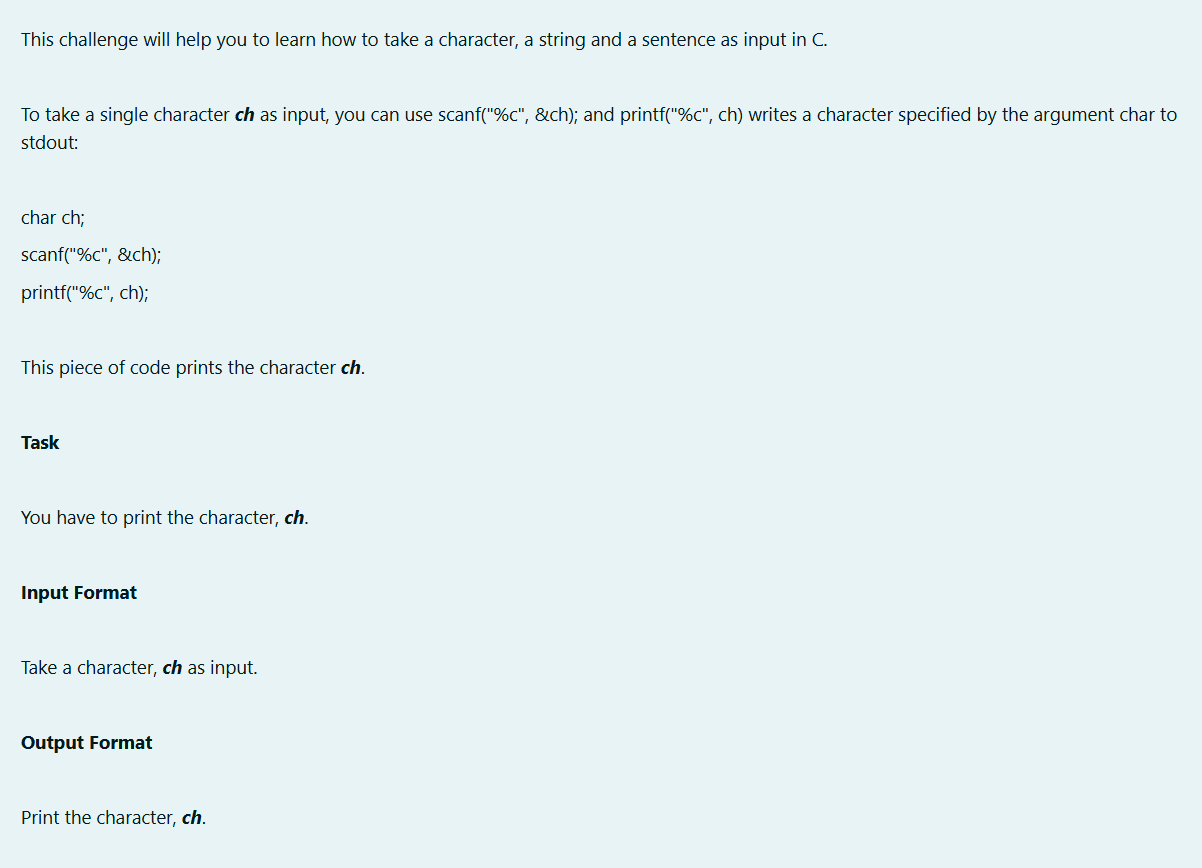 This challenge will help you to learn how to take a character, a string and a sentence as input in C.
To take a single character ch as input, you can use scanf("%c", &ch); and printf("%c", ch) writes a character specified by the argument char to
stdout:
char ch;
scanf("%c", &ch);
printf("%c", ch);
This piece of code prints the character ch.
Task
You have to print the character, ch.
Input Format
Take a character, ch as input.
Output Format
Print the character, ch.